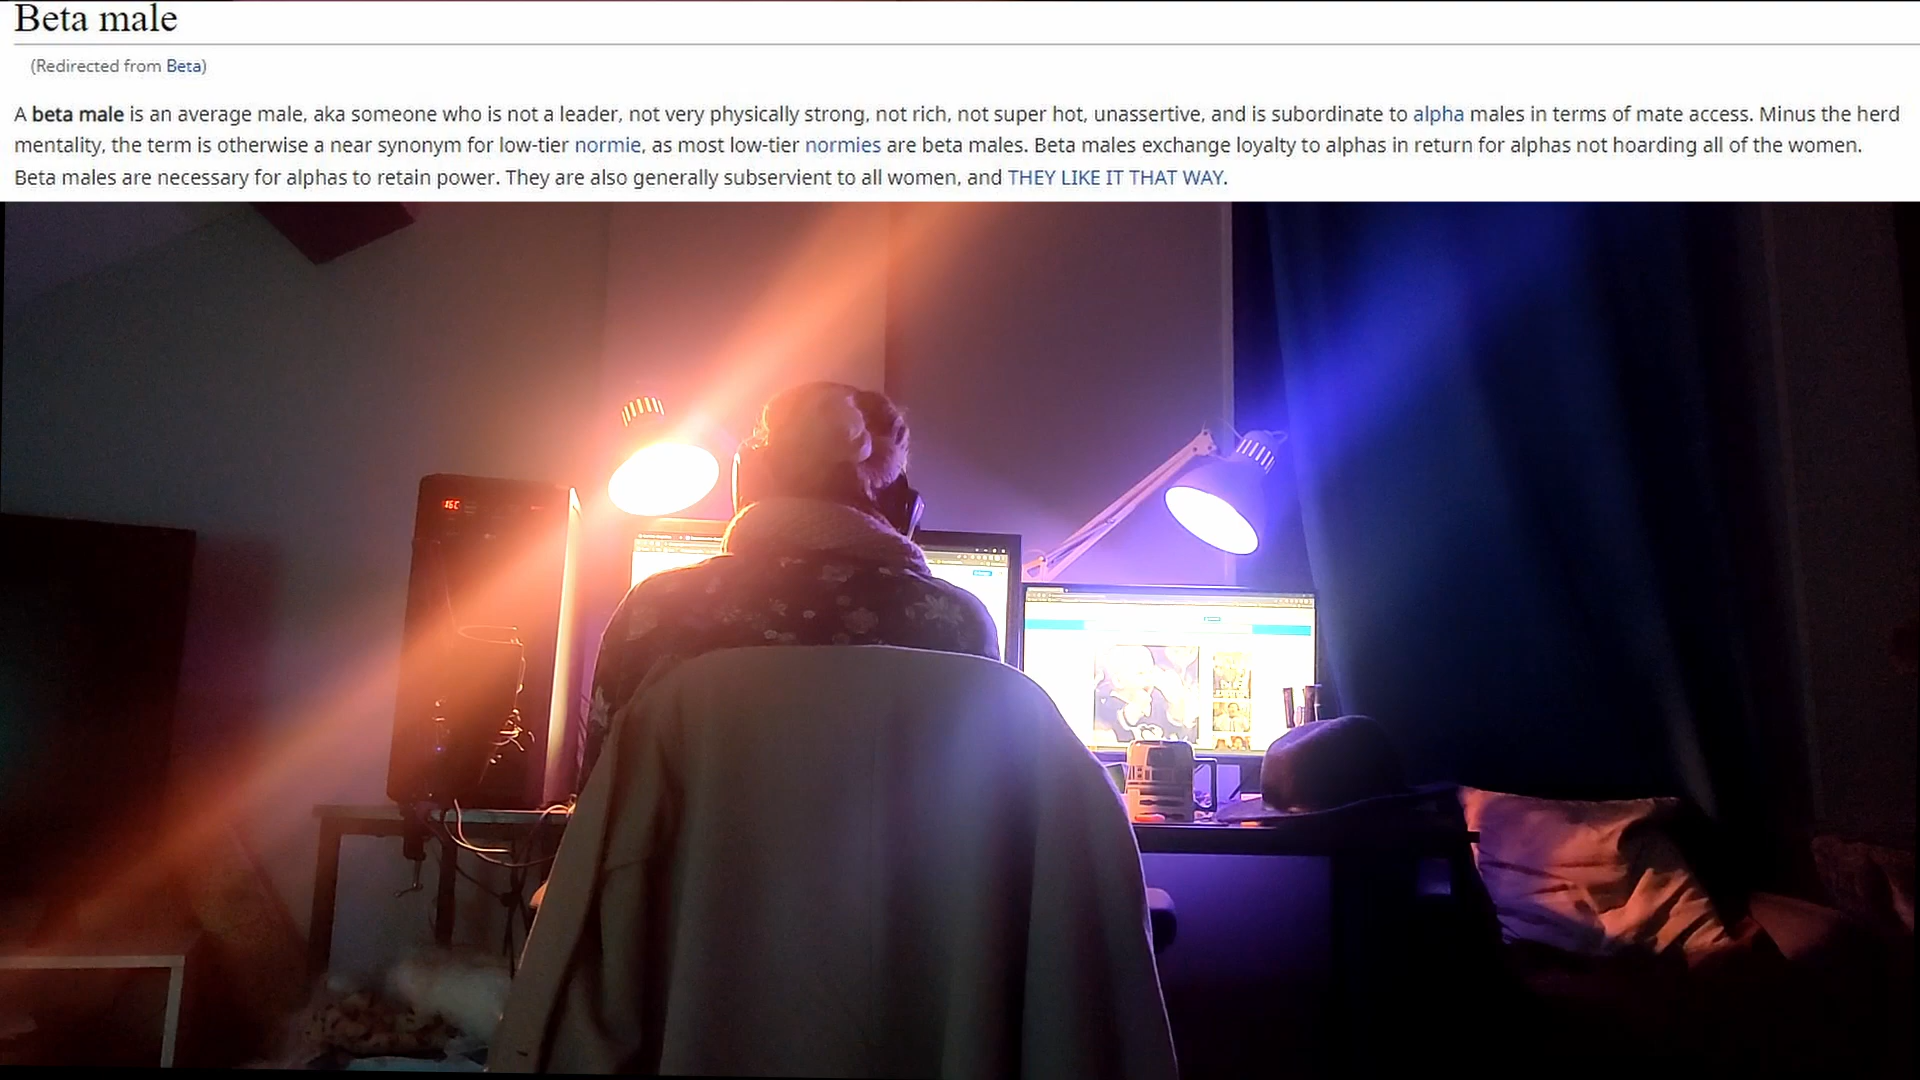 Beta male
(Redirected from Beta)
A beta male is an average male, aka someone who is not a leader, not very physically strong, not rich, not super hot, unassertive, and is subordinate to alpha males in terms of mate access. Minus the herd
mentality, the term is otherwise a near synonym for low-tier normie, as most low-tier normies are beta males. Beta males exchange loyalty to alphas in return for alphas not hoarding all of the women.
Beta males are necessary for alphas to retain power. They are also generally subservient to all women, and THEY LIKE IT THAT WAY.